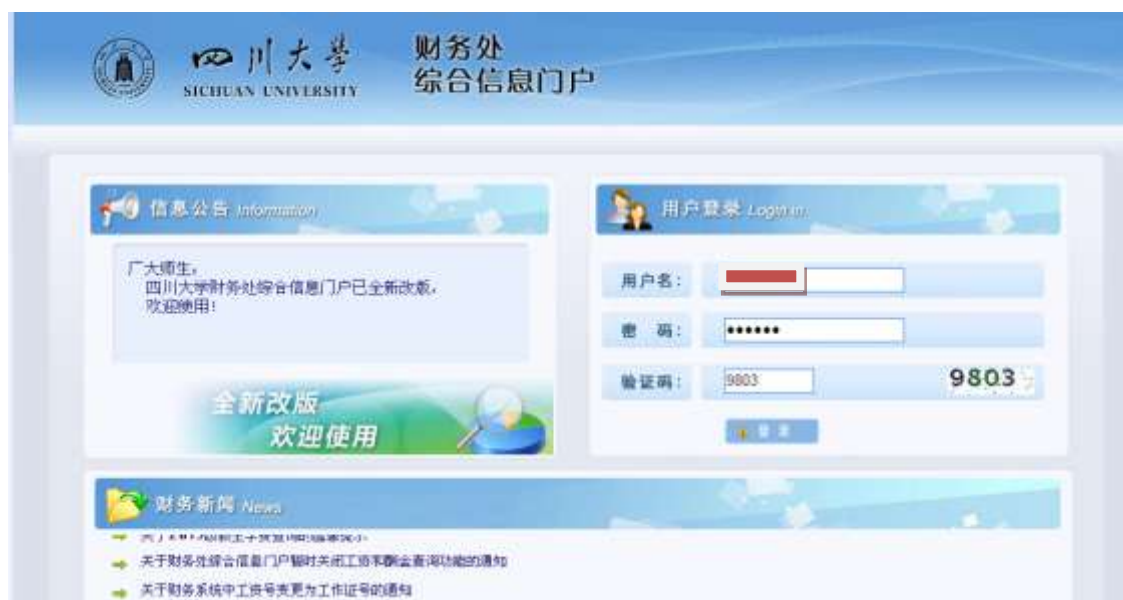 四川大学
SICHUAN UNIVERSITY
财务处
综合信息门户
信息公告 Information
广大师生，
四川大学财务处综合信息门户已全新改版，
欢迎使用！
全新改版
欢迎使用
用户登录 Login in
用户名：
密 码：
••••••
验证码：
9803
9803
登 录
财务新闻 News
关于财务处综合信息门户暂时关闭工资和酬金查询功能的通知
关于财务系统中工资号变更为工作证号的通知